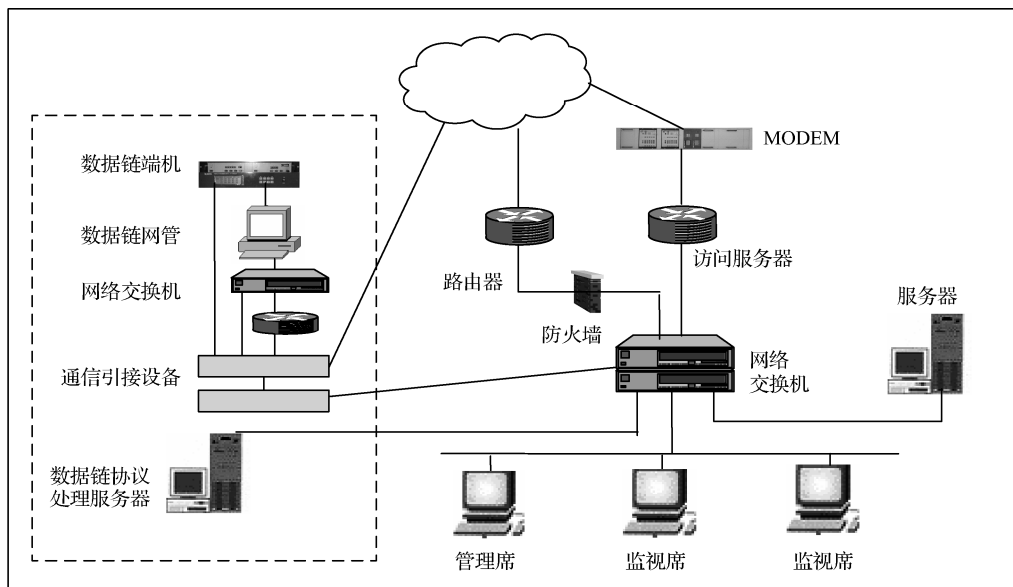 MODEM
数据链端机
数据链网管
网络交换机
通信引接设备
数据链协议
处理服务器
路由器
访问服务器
防火墙
服务器
网络
交换机
管理席
监视席
监视席